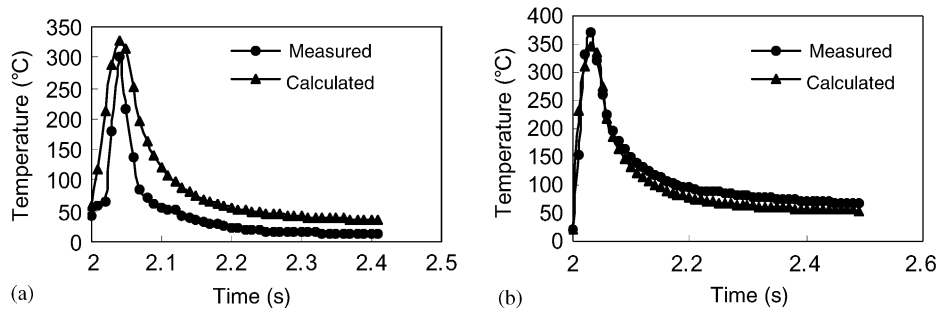 350
300
250
200
150
100
50
0
Temperature (°C)
Measured
Calculated
2
2.1
2.2
2.3
2.4
2.5
Time (s)
(a)
400
350
300
250
200
150
100
50
0
Temperature (°C)
Measured
Calculated
2
2.2
2.4
2.6
Time (s)
(b)